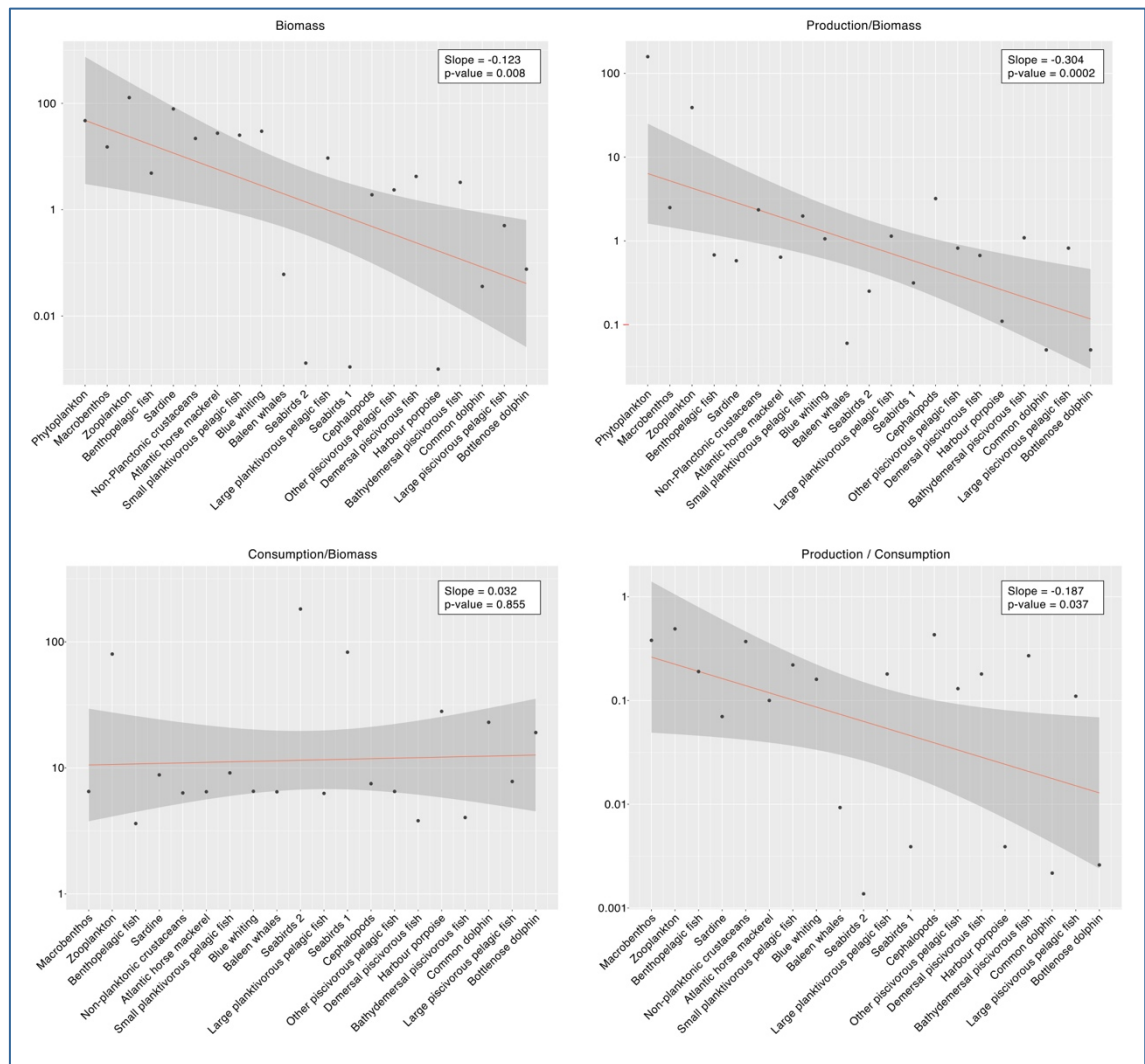 Biomass
Slope = -0.123
p-value = 0.008
100
1
0.01
Phytoplankton
Macrobenthos
Zooplankton
Benthopelagic fish
Sardine
Non-Planctonic crustaceans
Atlantic horse mackerel
Small planktivorous pelagic fish
Blue whiting
Baleen whales
Seabirds 2
Large planktivorous pelagic fish
Seabirds 1
Cephalopods
Other piscivorous pelagic fish
Demersal piscivorous fish
Harbour porpoise
Bathydemersal piscivorous fish
Common dolphin
Large piscivorous pelagic fish
Bottlenose dolphin
Production/Biomass
Slope = -0.304
p-value = 0.0002
100
10
1
0.1
Phytoplankton
Macrobenthos
Zooplankton
Benthopelagic fish
Sardine
Non-Planctonic crustaceans
Atlantic horse mackerel
Small planktivorous pelagic fish
Blue whiting
Baleen whales
Seabirds 2
Large planktivorous pelagic fish
Seabirds 1
Cephalopods
Other piscivorous pelagic fish
Demersal piscivorous fish
Harbour porpoise
Bathydemersal piscivorous fish
Common dolphin
Large piscivorous pelagic fish
Bottlenose dolphin
Consumption/Biomass
Slope = 0.032
p-value = 0.855
100
10
1
Macrobenthos
Zooplankton
Benthopelagic fish
Sardine
Non-planktonic crustaceans
Atlantic horse mackerel
Small planktivorous pelagic fish
Blue whiting
Baleen whales
Seabirds 2
Large planktivorous pelagic fish
Seabirds 1
Cephalopods
Other piscivorous pelagic fish
Demersal piscivorous fish
Harbour porpoise
Bathydemersal piscivorous fish
Common dolphin
Large piscivorous pelagic fish
Bottlenose dolphin
Production / Consumption
Slope = -0.187
p-value = 0.037
1
0.1
0.01
0.001
Macrobenthos
Zooplankton
Benthopelagic fish
Sardine
Non-planktonic crustaceans
Atlantic horse mackerel
Small planktivorous pelagic fish
Blue whiting
Baleen whales
Seabirds 2
Large planktivorous pelagic fish
Seabirds 1
Cephalopods
Other piscivorous pelagic fish
Demersal piscivorous fish
Harbour porpoise
Bathydemersal piscivorous fish
Common dolphin
Large piscivorous pelagic fish
Bottlenose dolphin